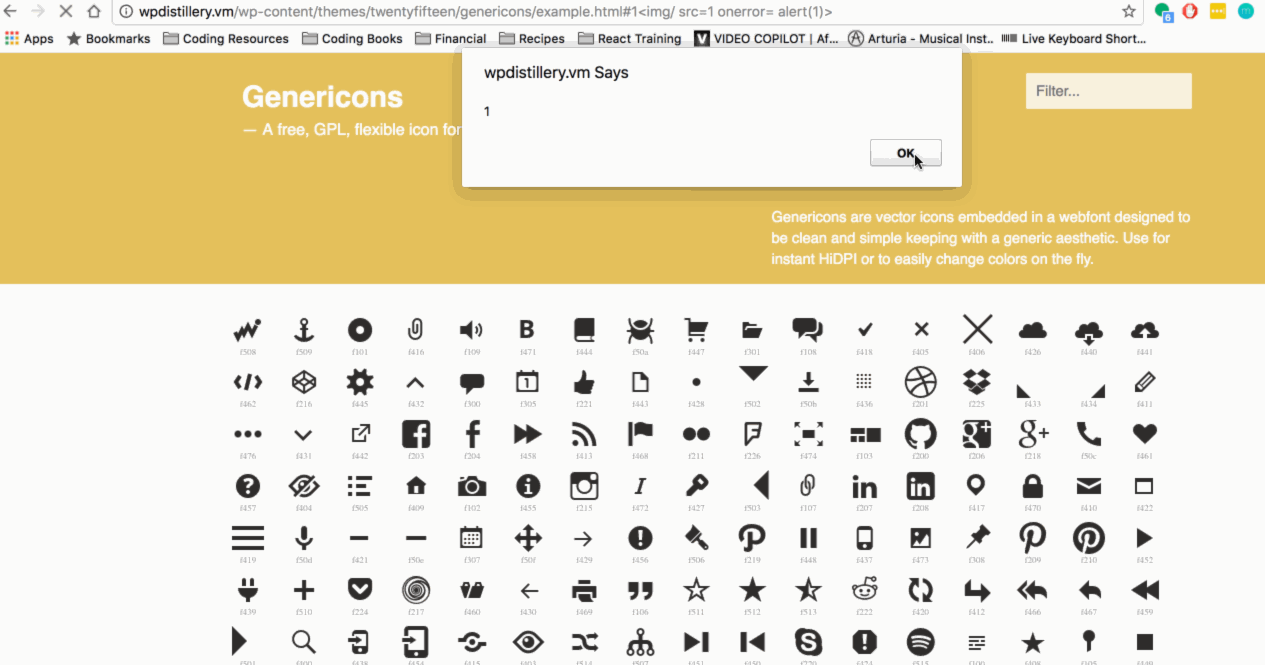 wpdistillery.vm/wp-content/themes/twentyfifteen/genericons/example.html#1<img/ src=1 onerror= alert(1)>
6
Apps Bookmarks Coding Resources Coding Books Financial Recipes React Training VIDEO COPILOT | Af... Arturia - Musical Inst.. Live Keyboard Short...
wpdistillery.vm Says
1
OK
Genericons
— A free, GPL, flexible icon for
Filter...
Genericons are vector icons embedded in a webfont designed to
be clean and simple keeping with a generic aesthetic. Use for
instant HiDPI or to easily change colors on the fly.
f508 f509 f101 f416 f109 f471 f444 f50a f447 f301 f108 f418 f405 f406 f426 f440 f441
f462 f216 f445 f432 f300 f305 f221 f443 f428 f502 f50b f436 f201 f225 f433 f434 f411
f476 f431 f442 f203 f204 f458 f413 f468 f211 f226 f474 f103 f200 f206 f218 f50c f461
f457 f404 f505 f409 f102 f455 f215 f472 f427 f503 f107 f207 f208 f417 f470 f410 f422
f419 f50d f421 f50e f307 f50f f429 f456 f506 f219 f448 f437 f473 f308 f209 f210 f452
f439 f510 f224 f217 f460 f430 f469 f106 f511 f512 f513 f222 f420 f412 f466 f467 f459